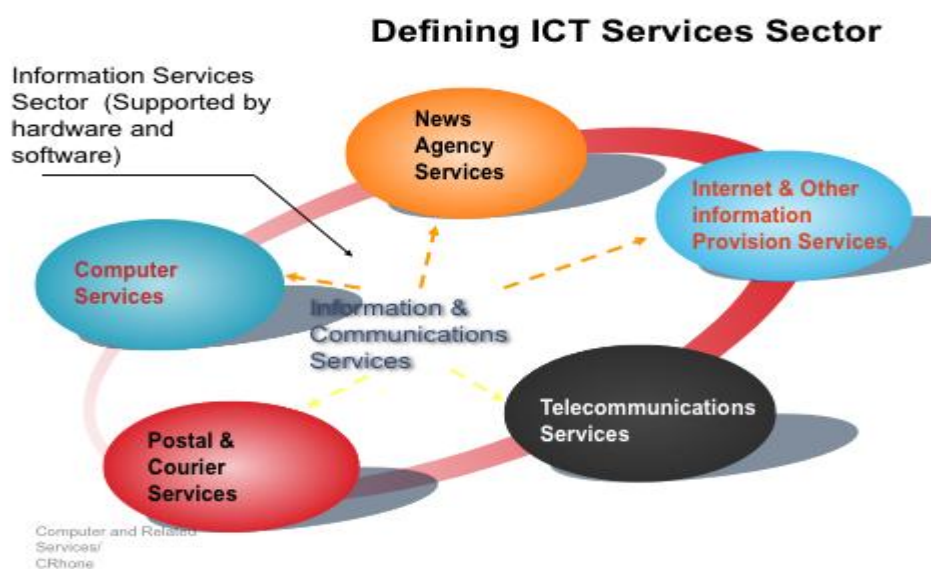 Defining ICT Services Sector
Information Services
Sector (Supported by
hardware and
software)
News
Agency
Services
Internet & Other
information
Provision Services,
Computer
Services
Information &
Communications
Services
Telecommunications
Services
Postal &
Courier
Services
Computer and Related
Services/
CRhone